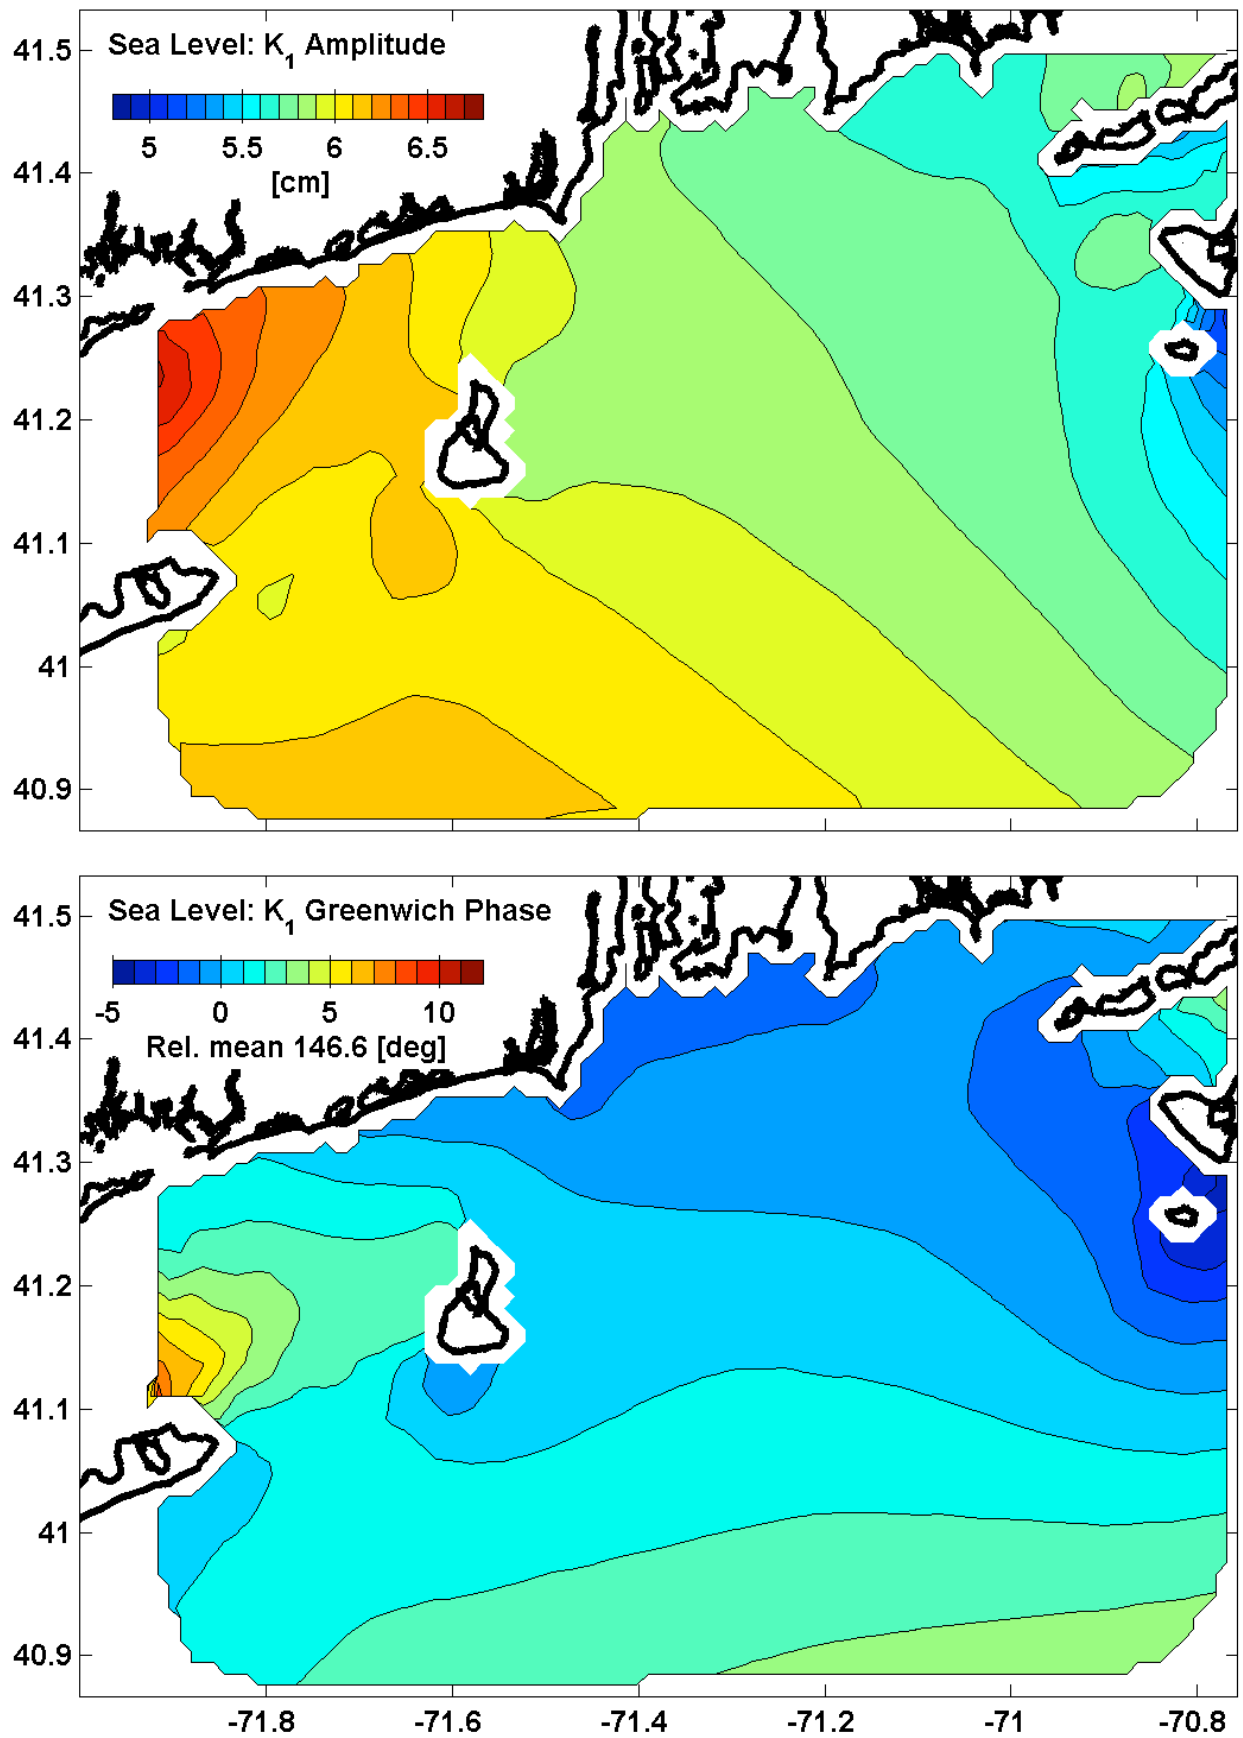 Sea Level: K₁ Amplitude
5 5.5 6 6.5
[cm]
41.5
41.4
41.3
41.2
41.1
41
40.9
Sea Level: K₁ Greenwich Phase
-5 0 5 10
Rel. mean 146.6 [deg]
41.5
41.4
41.3
41.2
41.1
41
40.9
-71.8 -71.6 -71.4 -71.2 -71 -70.8